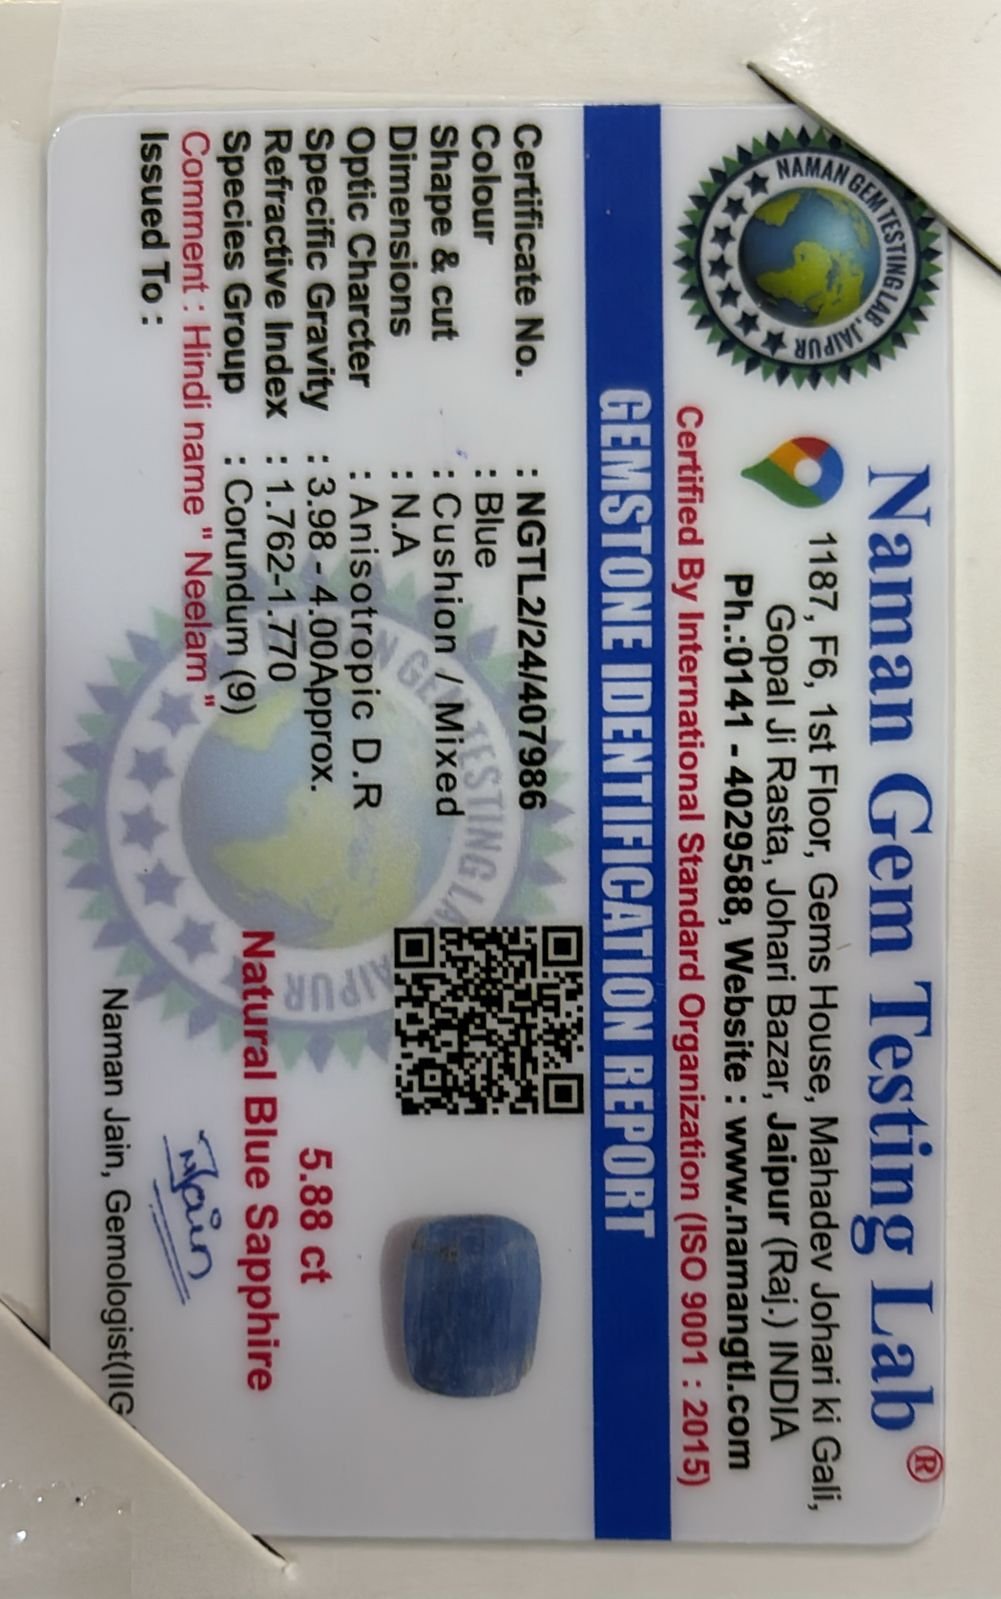 NAMAN GEM TESTING LAB, JAIPUR
Naman Gem Testing Lab ®
1187, F6, 1st Floor, Gems House, Mahadev Johari ki Gali,
Gopal Ji Rasta, Johari Bazar, Jaipur (Raj.) INDIA
Ph.:0141 - 4029588, Website : www.namangtl.com
Certified By International Standard Organization (ISO 9001 : 2015)
GEMSTONE IDENTIFICATION REPORT
Certificate No. : NGTL2/24/407986
Colour : Blue
Shape & cut : Cushion / Mixed
Dimensions : N.A
Optic Charcter : Anisotropic D.R
Specific Gravity : 3.98 - 4.00Approx.
Refractive Index : 1.762-1.770
Species Group : Corundum (9)
Comment : Hindi name " Neelam "
Issued To :
5.88 ct
Natural Blue Sapphire
NJain
Naman Jain, Gemologist(IIG